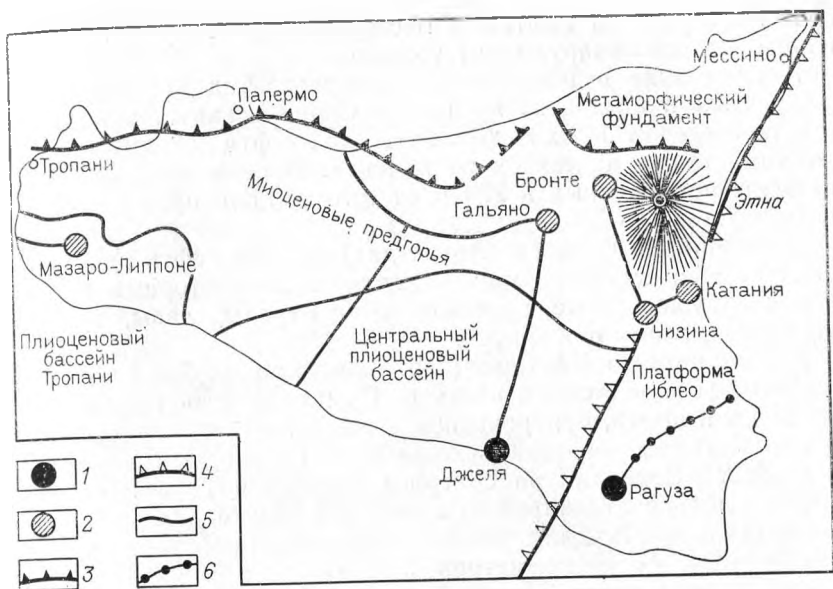 Мессино
Палермо
Метаморфический
фундамент
Тропани
Бронте
Этна
Миоценовые предгорья
Гальяно
Мазаро-Липпоне
Катания
Чизина
Плиоценовый
бассейн
Тропани
Центральный
плиоценовый
бассейн
Платформа
Иблео
Джеля
Рагуза
1
4
2
5
3
6